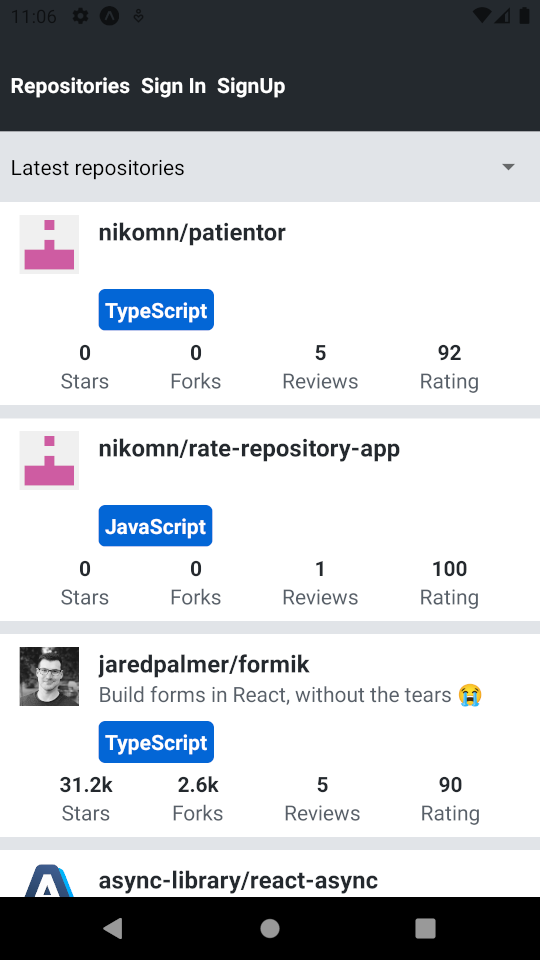 11:06
Repositories Sign In SignUp
Latest repositories
nikomn/patientor
TypeScript
0 0 5 92
Stars Forks Reviews Rating
nikomn/rate-repository-app
JavaScript
0 0 1 100
Stars Forks Reviews Rating
jaredpalmer/formik
Build forms in React, without the tears 😭
TypeScript
31.2k 2.6k 5 90
Stars Forks Reviews Rating
async-library/react-async